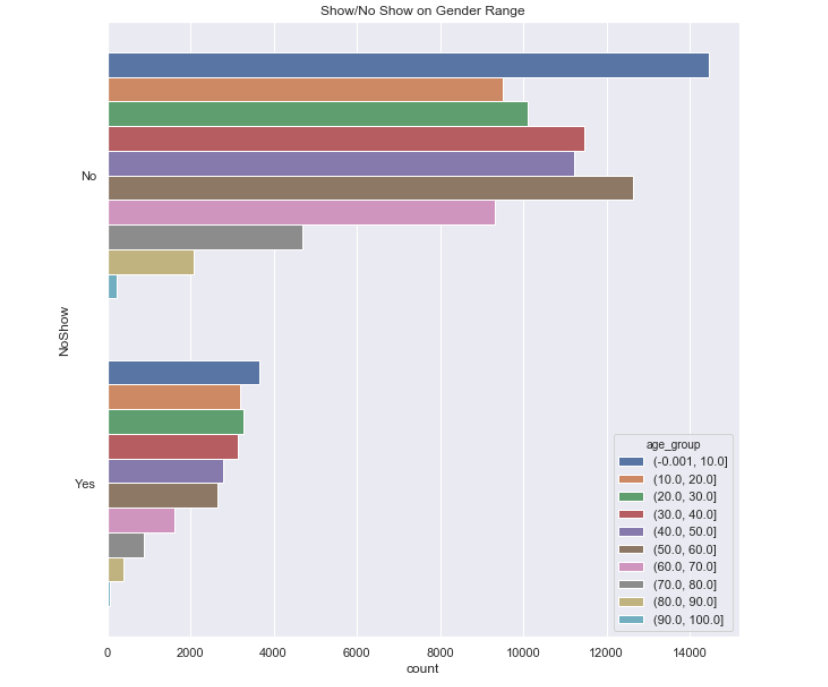 Show/No Show on Gender Range
No
Yes
NoShow
age_group
(-0.001, 10.0]
(10.0, 20.0]
(20.0, 30.0]
(30.0, 40.0]
(40.0, 50.0]
(50.0, 60.0]
(60.0, 70.0]
(70.0, 80.0]
(80.0, 90.0]
(90.0, 100.0]
0 2000 4000 6000 8000 10000 12000 14000
count